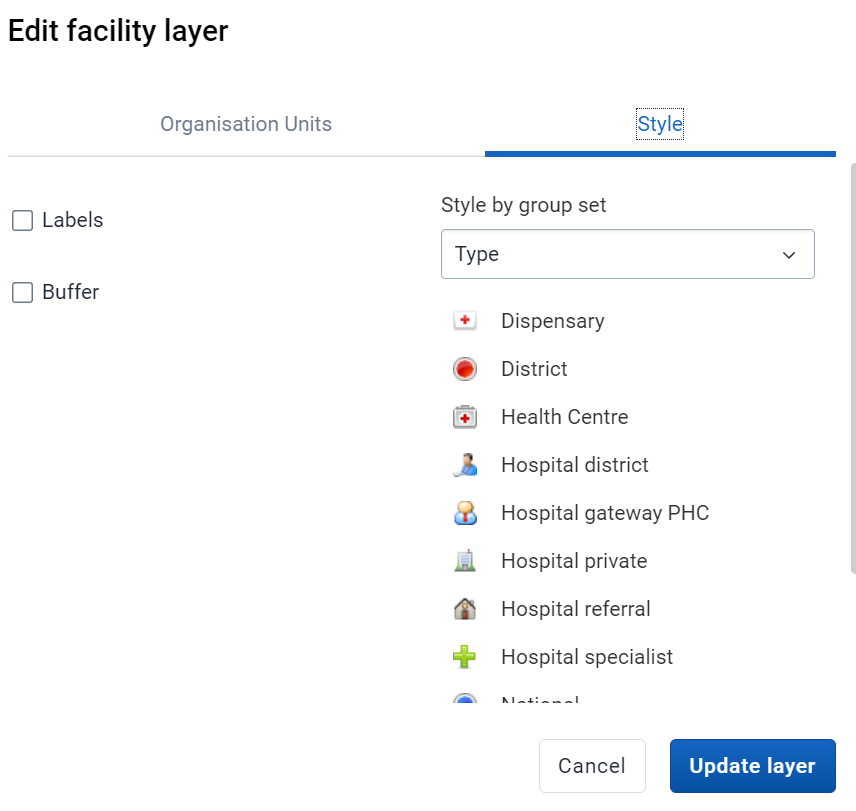 Edit facility layer
Organisation Units
Style
Labels
Buffer
Style by group set
Type
Dispensary
District
Health Centre
Hospital district
Hospital gateway PHC
Hospital private
Hospital referral
Hospital specialist
National
Cancel
Update layer